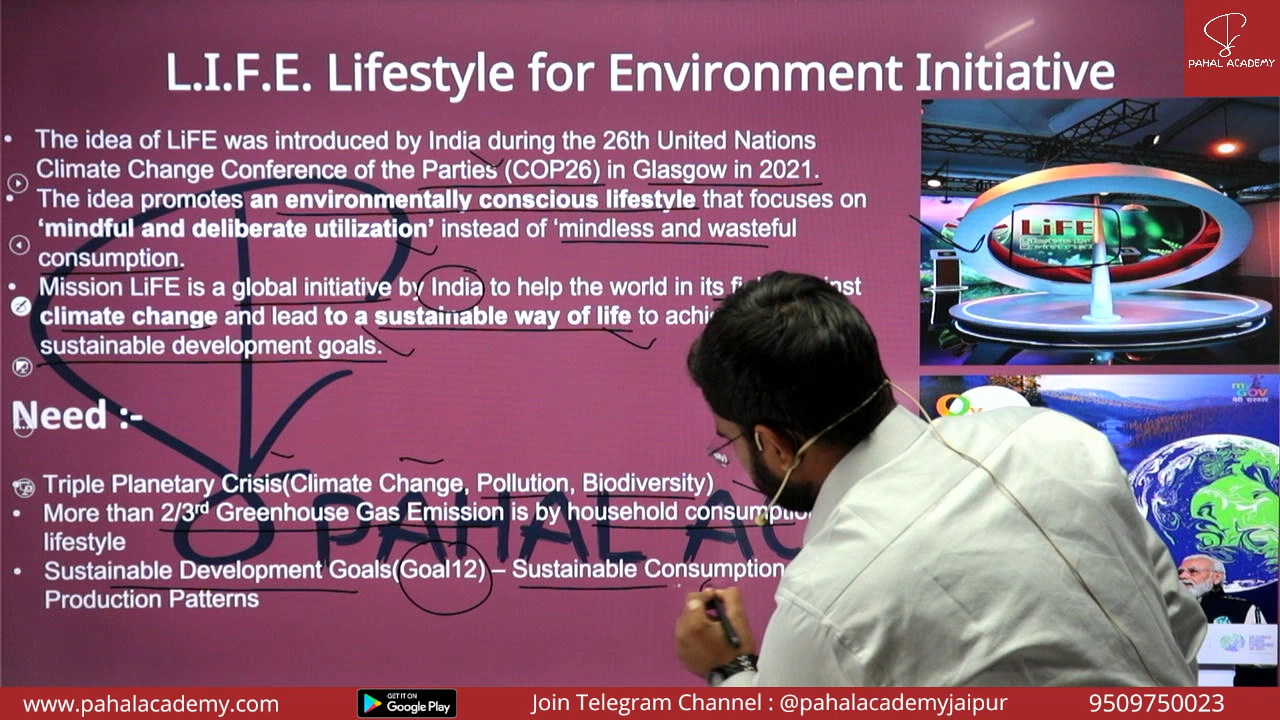 PAHAL ACADEMY
L.I.F.E. Lifestyle for Environment Initiative
• The idea of LiFE was introduced by India during the 26th United Nations
Climate Change Conference of the Parties (COP26) in Glasgow in 2021.
• The idea promotes an environmentally conscious lifestyle that focuses on
‘mindful and deliberate utilization’ instead of ‘mindless and wasteful
consumption.
• Mission LiFE is a global initiative by India to help the world in its
climate change and lead to a sustainable way of life to
sustainable development goals.
LiFE
Need :-
Triple Planetary Crisis(Climate Change, Pollution, Biodiversity)
• More than 2/3rd Greenhouse Gas Emission is by household
lifestyle
• Sustainable Development Goals(Goal12) – Sustainable Consumption
Production Patterns
PAHAL
my GOV
मेरी सरकार
www.pahalacademy.com
GET IT ON
Google Play
Join Telegram Channel : @pahalacademyjaipur
9509750023